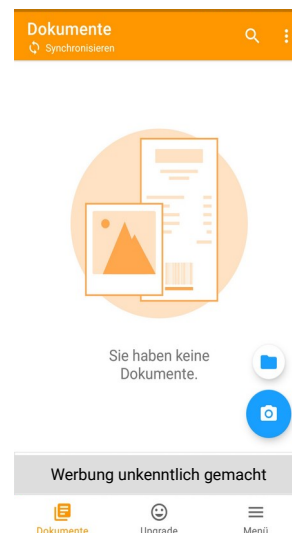 Dokumente
Synchronisieren
Sie haben keine
Dokumente.
Werbung unkenntlich gemacht
Dokumente
Upgrade
Menü